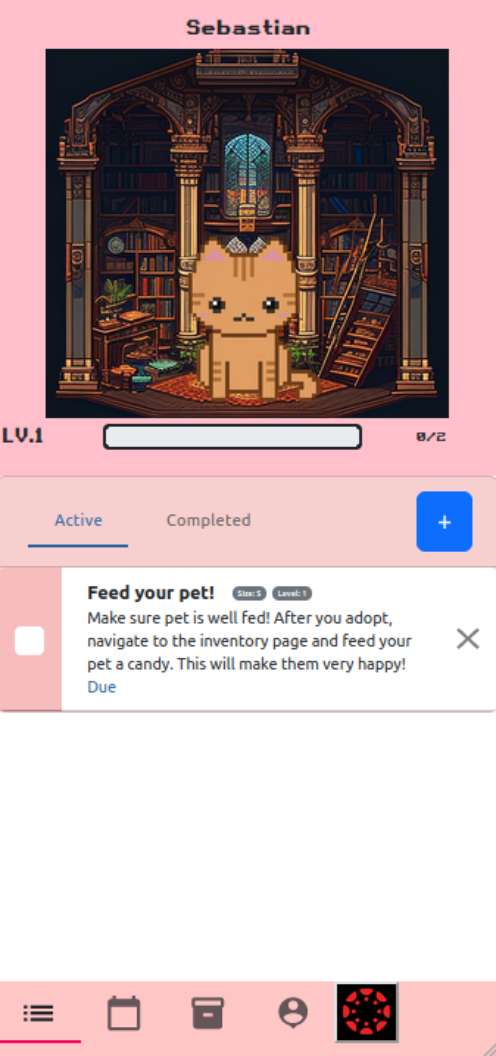 Sebastian
LV.1
0/2
Active
Completed
+
Feed your pet! Size: S Level: 1
Make sure pet is well fed! After you adopt,
navigate to the inventory page and feed your
pet a candy. This will make them very happy!
Due